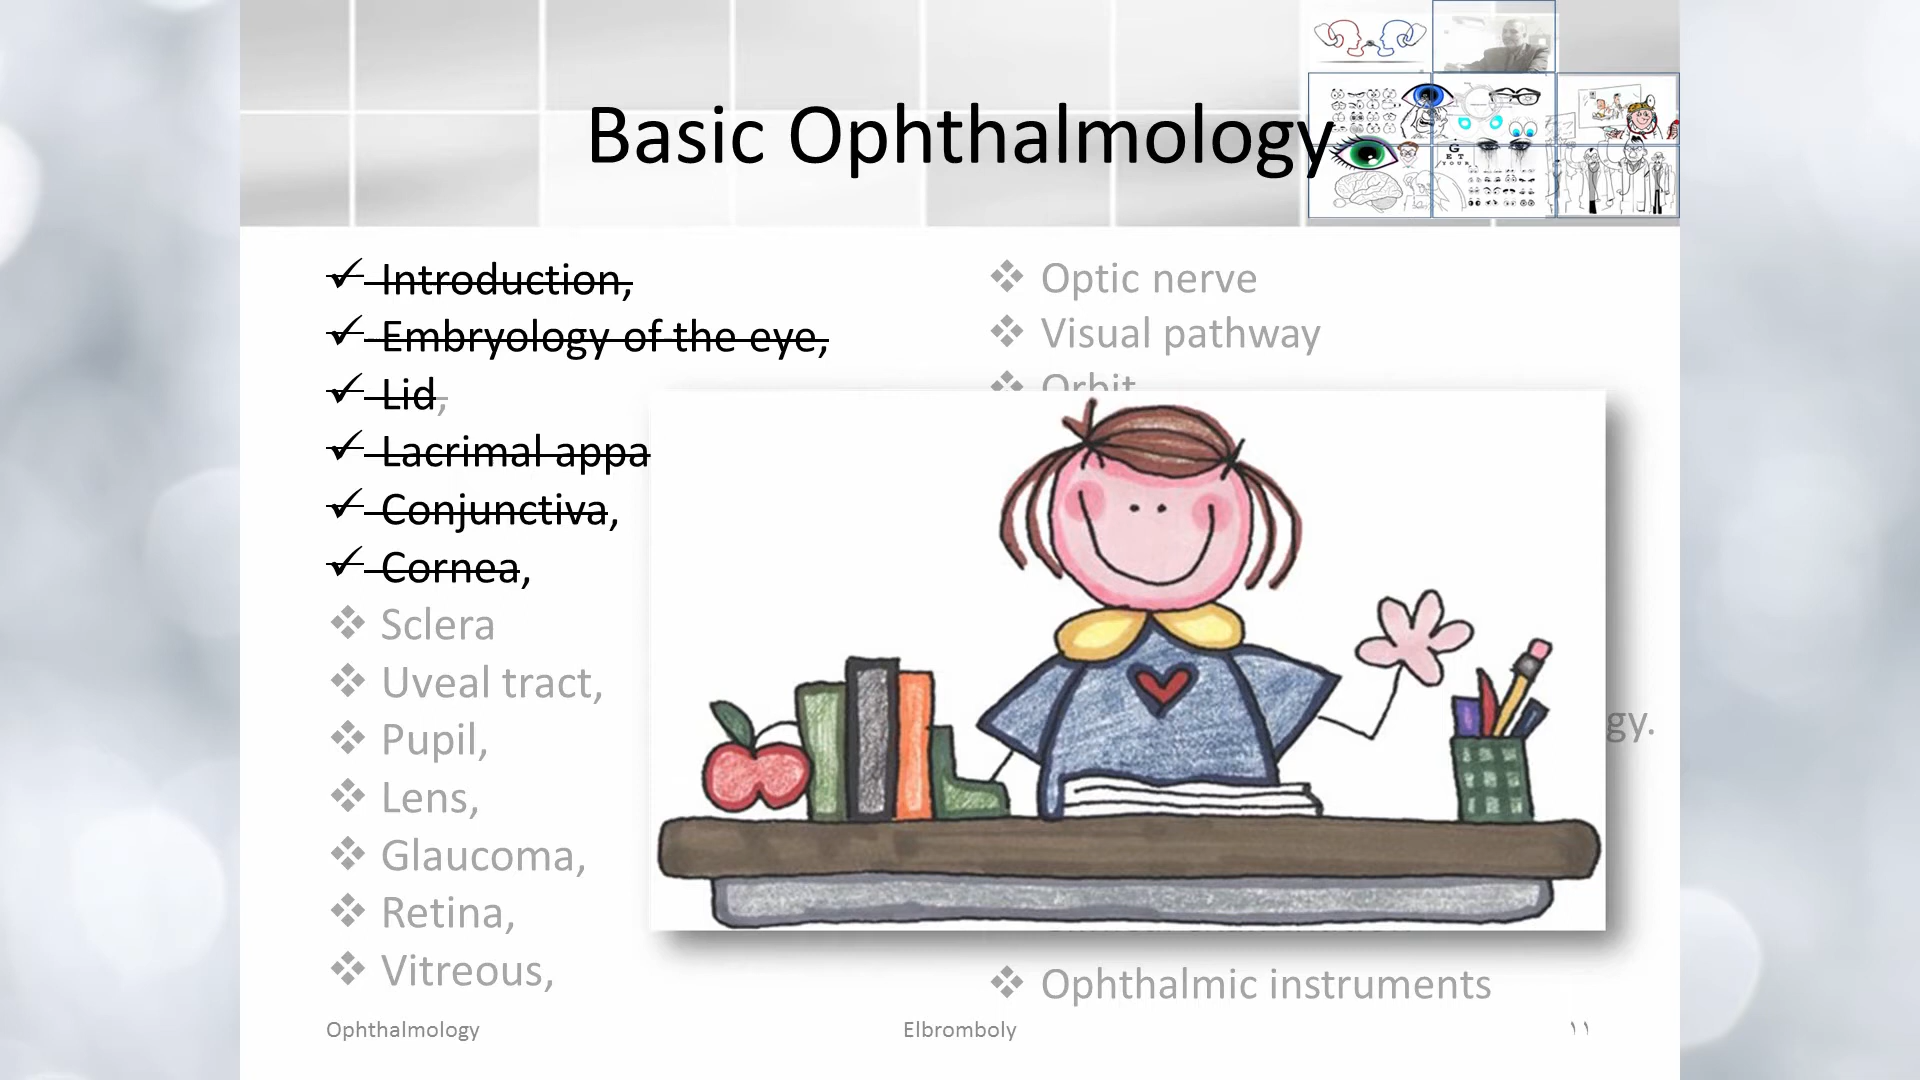 Basic Ophthalmology
Introduction,
Embryology of the eye,
Lid,
Lacrimal appa
Conjunctiva,
Cornea,
Sclera
Uveal tract,
Pupil,
Lens,
Glaucoma,
Retina,
Vitreous,
Optic nerve
Visual pathway
Orbit
gy.
Ophthalmic instruments
Ophthalmology
Elbromboly
١١